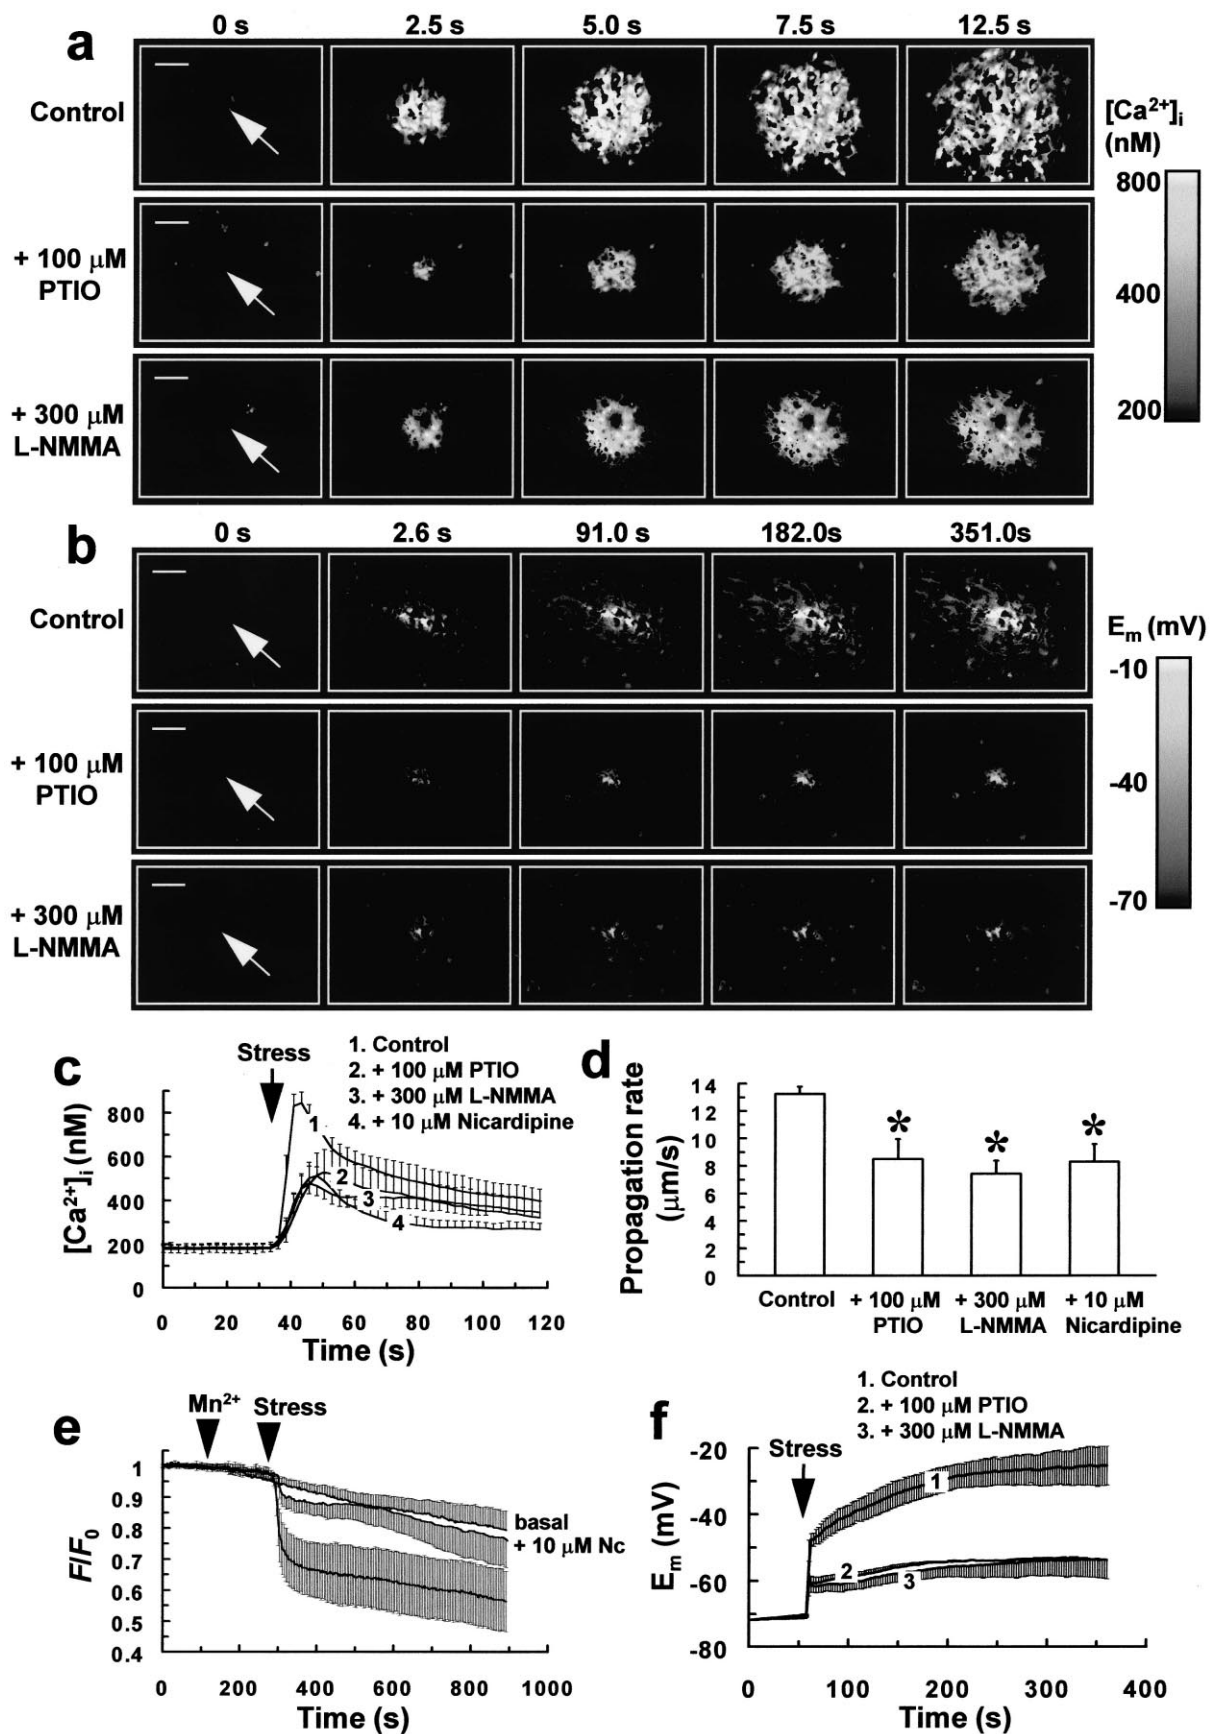 a
0 s 2.5 s 5.0 s 7.5 s 12.5 s
Control
+ 100 μM
PTIO
+ 300 μM
L-NMMA
[Ca²⁺]ᵢ
(nM)
800
400
200
b
0 s 2.6 s 91.0 s 182.0s 351.0s
Control
+ 100 μM
PTIO
+ 300 μM
L-NMMA
Eₘ (mV)
-10
-40
-70
c
Stress
1. Control
2. + 100 μM PTIO
3. + 300 μM L-NMMA
4. + 10 μM Nicardipine
[Ca²⁺]ᵢ (nM)
800
600
400
200
0
1
2
3
4
0 20 40 60 80 100 120
Time (s)
d
Propagation rate
(μm/s)
14
12
10
8
6
4
2
0
* * *
Control + 100 μM + 300 μM + 10 μM
PTIO L-NMMA Nicardipine
e
Mn²⁺ Stress
F/F₀
1
0.9
0.8
0.7
0.6
0.5
0.4
basal
+ 10 μM Nc
0 200 400 600 800 1000
Time (s)
f
1. Control
2. + 100 μM PTIO
3. + 300 μM L-NMMA
Stress
Eₘ (mV)
-20
-40
-60
-80
1
2
3
0 100 200 300 400
Time (s)